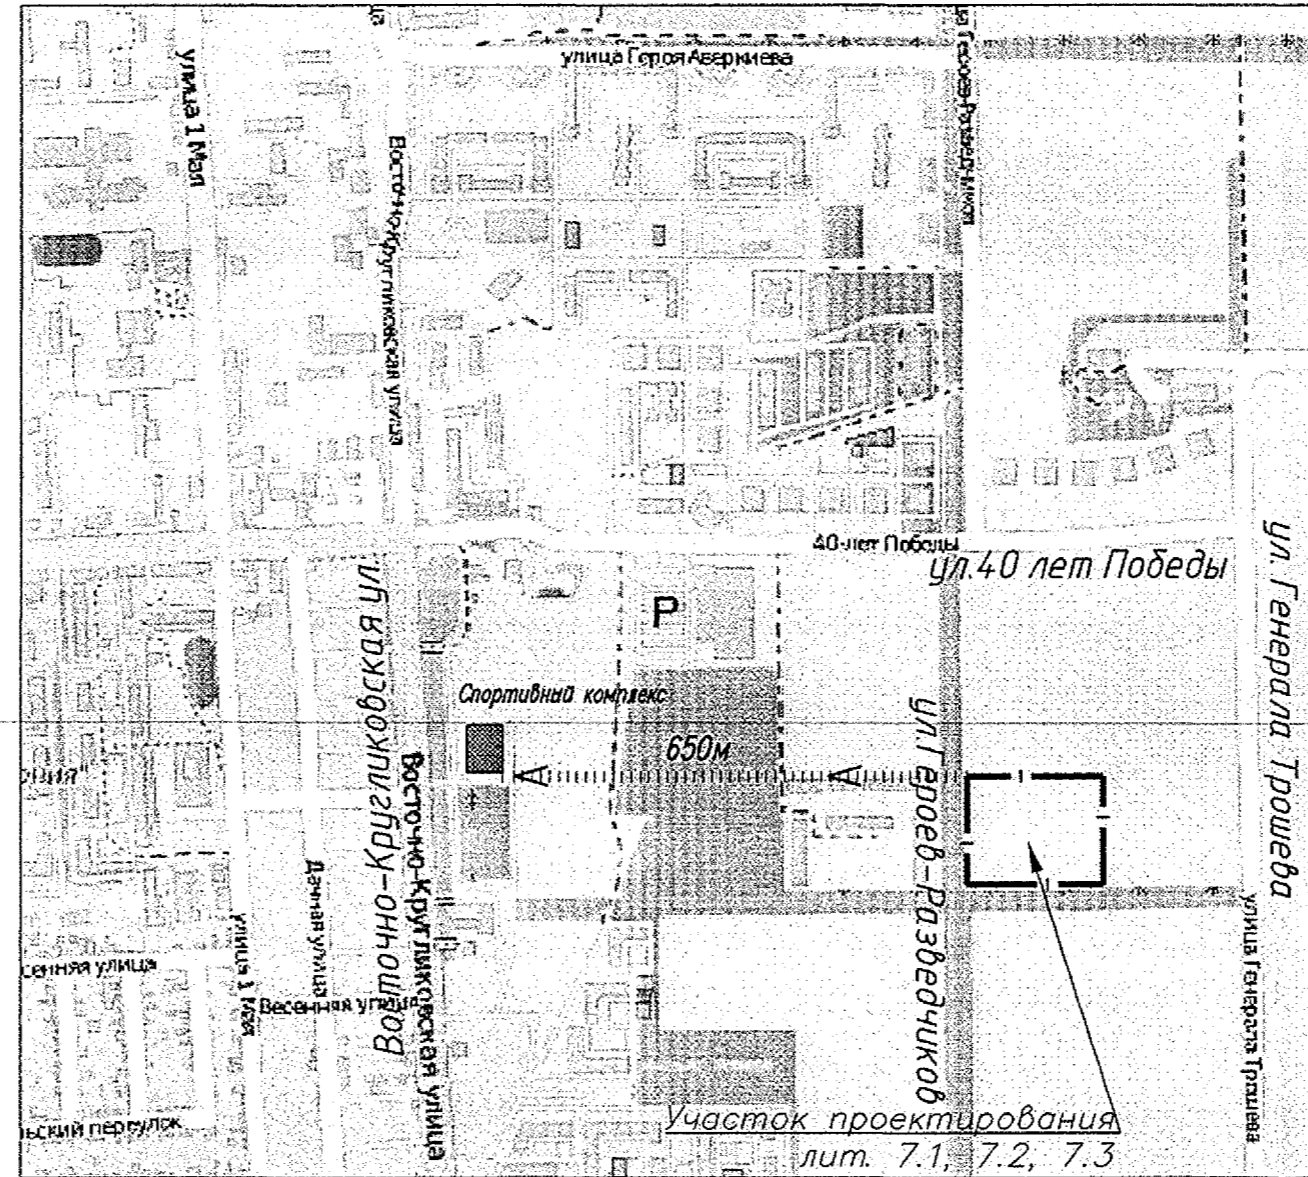 улица Героя Аверкиева
улица 1 Мая
Восточно-Кругликовская улица
40-лет Победы
ул.40 лет Победы
ул. Генерала Трошева
Восточно-Кругликовская ул.
P
Спортивный комплекс
650м
ул.Героев-Разведчиков
Восточно-Кругликовская улица
Дачная улица
улица 1 Мая
Весенняя улица
сенняя улица
улица Генерала Трошева
ьский переулок
Участок проектирования
лит. 7.1, 7.2, 7.3